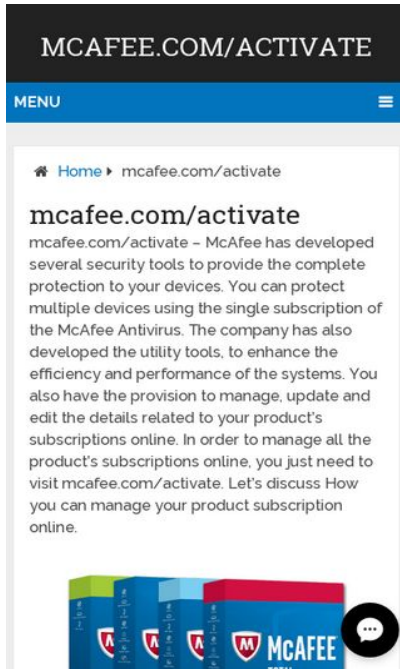 MCAFEE.COM/ACTIVATE
MENU
Home mcafee.com/activate
mcafee.com/activate
mcafee.com/activate – McAfee has developed
several security tools to provide the complete
protection to your devices. You can protect
multiple devices using the single subscription of
the McAfee Antivirus. The company has also
developed the utility tools, to enhance the
efficiency and performance of the systems. You
also have the provision to manage, update and
edit the details related to your product's
subscriptions online. In order to manage all the
product's subscriptions online, you just need to
visit mcafee.com/activate. Let's discuss How
you can manage your product subscription
online.
McAFEE